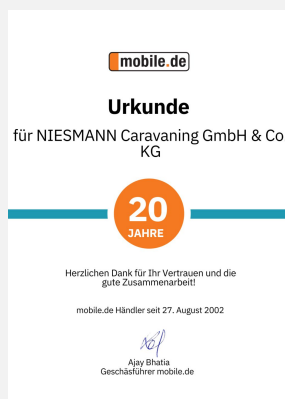 mobile.de
Urkunde
für NIESMANN Caravaning GmbH & Co
KG
20
JAHRE
Herzlichen Dank für Ihr Vertrauen und die
gute Zusammenarbeit!
mobile.de Händler seit 27. August 2002
Ajay Bhatia
Geschäsführer mobile.de